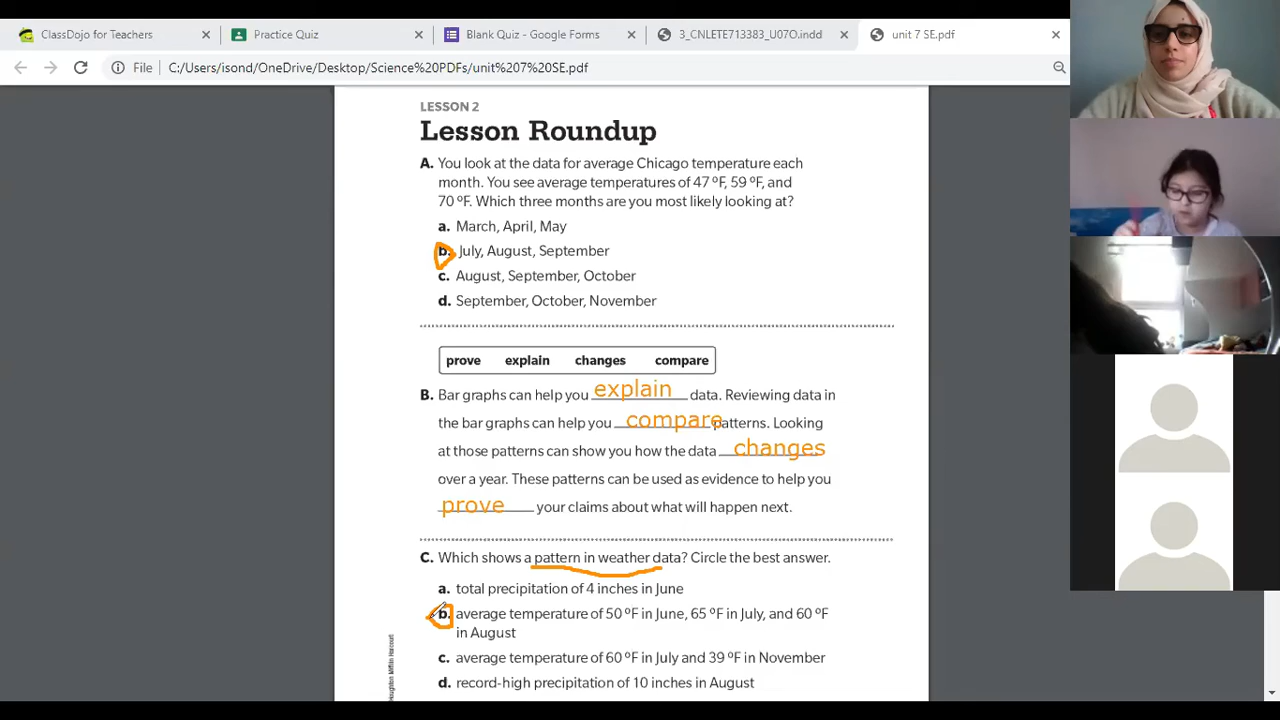 ClassDojo for Teachers
Practice Quiz
Blank Quiz - Google Forms
3_CNLETE713383_U07O.indd
unit 7 SE.pdf
File
C:/Users/isond/OneDrive/Desktop/Science%20PDFs/unit%207%20SE.pdf
LESSON 2
Lesson Roundup
A. You look at the data for average Chicago temperature each
month. You see average temperatures of 47 ºF, 59 ºF, and
70 ºF. Which three months are you most likely looking at?
a. March, April, May
b. July, August, September
c. August, September, October
d. September, October, November
prove explain changes compare
B. Bar graphs can help you explain data. Reviewing data in
the bar graphs can help you compare patterns. Looking
at those patterns can show you how the data changes
over a year. These patterns can be used as evidence to help you
prove your claims about what will happen next.
C. Which shows a pattern in weather data? Circle the best answer.
a. total precipitation of 4 inches in June
b. average temperature of 50 ºF in June, 65 ºF in July, and 60 ºF
in August
c. average temperature of 60 ºF in July and 39 ºF in November
d. record-high precipitation of 10 inches in August
Houghton Mifflin Harcourt